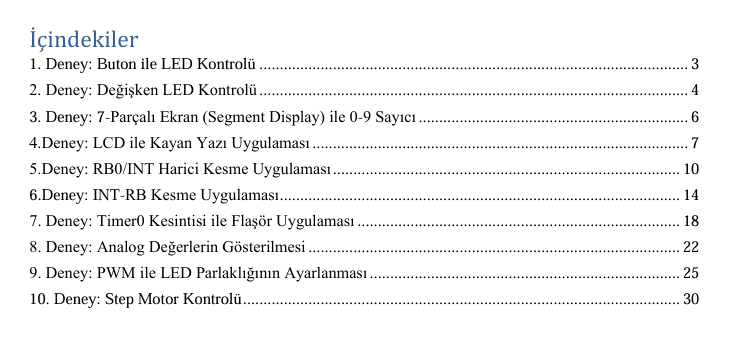 İçindekiler
1. Deney: Buton ile LED Kontrolü ........................................................................................................ 3
2. Deney: Değişken LED Kontrolü ........................................................................................................ 4
3. Deney: 7-Parçalı Ekran (Segment Display) ile 0-9 Sayıcı ................................................................. 6
4.Deney: LCD ile Kayan Yazı Uygulaması ........................................................................................... 7
5.Deney: RB0/INT Harici Kesme Uygulaması .................................................................................... 10
6.Deney: INT-RB Kesme Uygulaması................................................................................................. 14
7. Deney: Timer0 Kesintisi ile Flaşör Uygulaması .............................................................................. 18
8. Deney: Analog Değerlerin Gösterilmesi .......................................................................................... 22
9. Deney: PWM ile LED Parlaklığının Ayarlanması ........................................................................... 25
10. Deney: Step Motor Kontrolü.......................................................................................................... 30